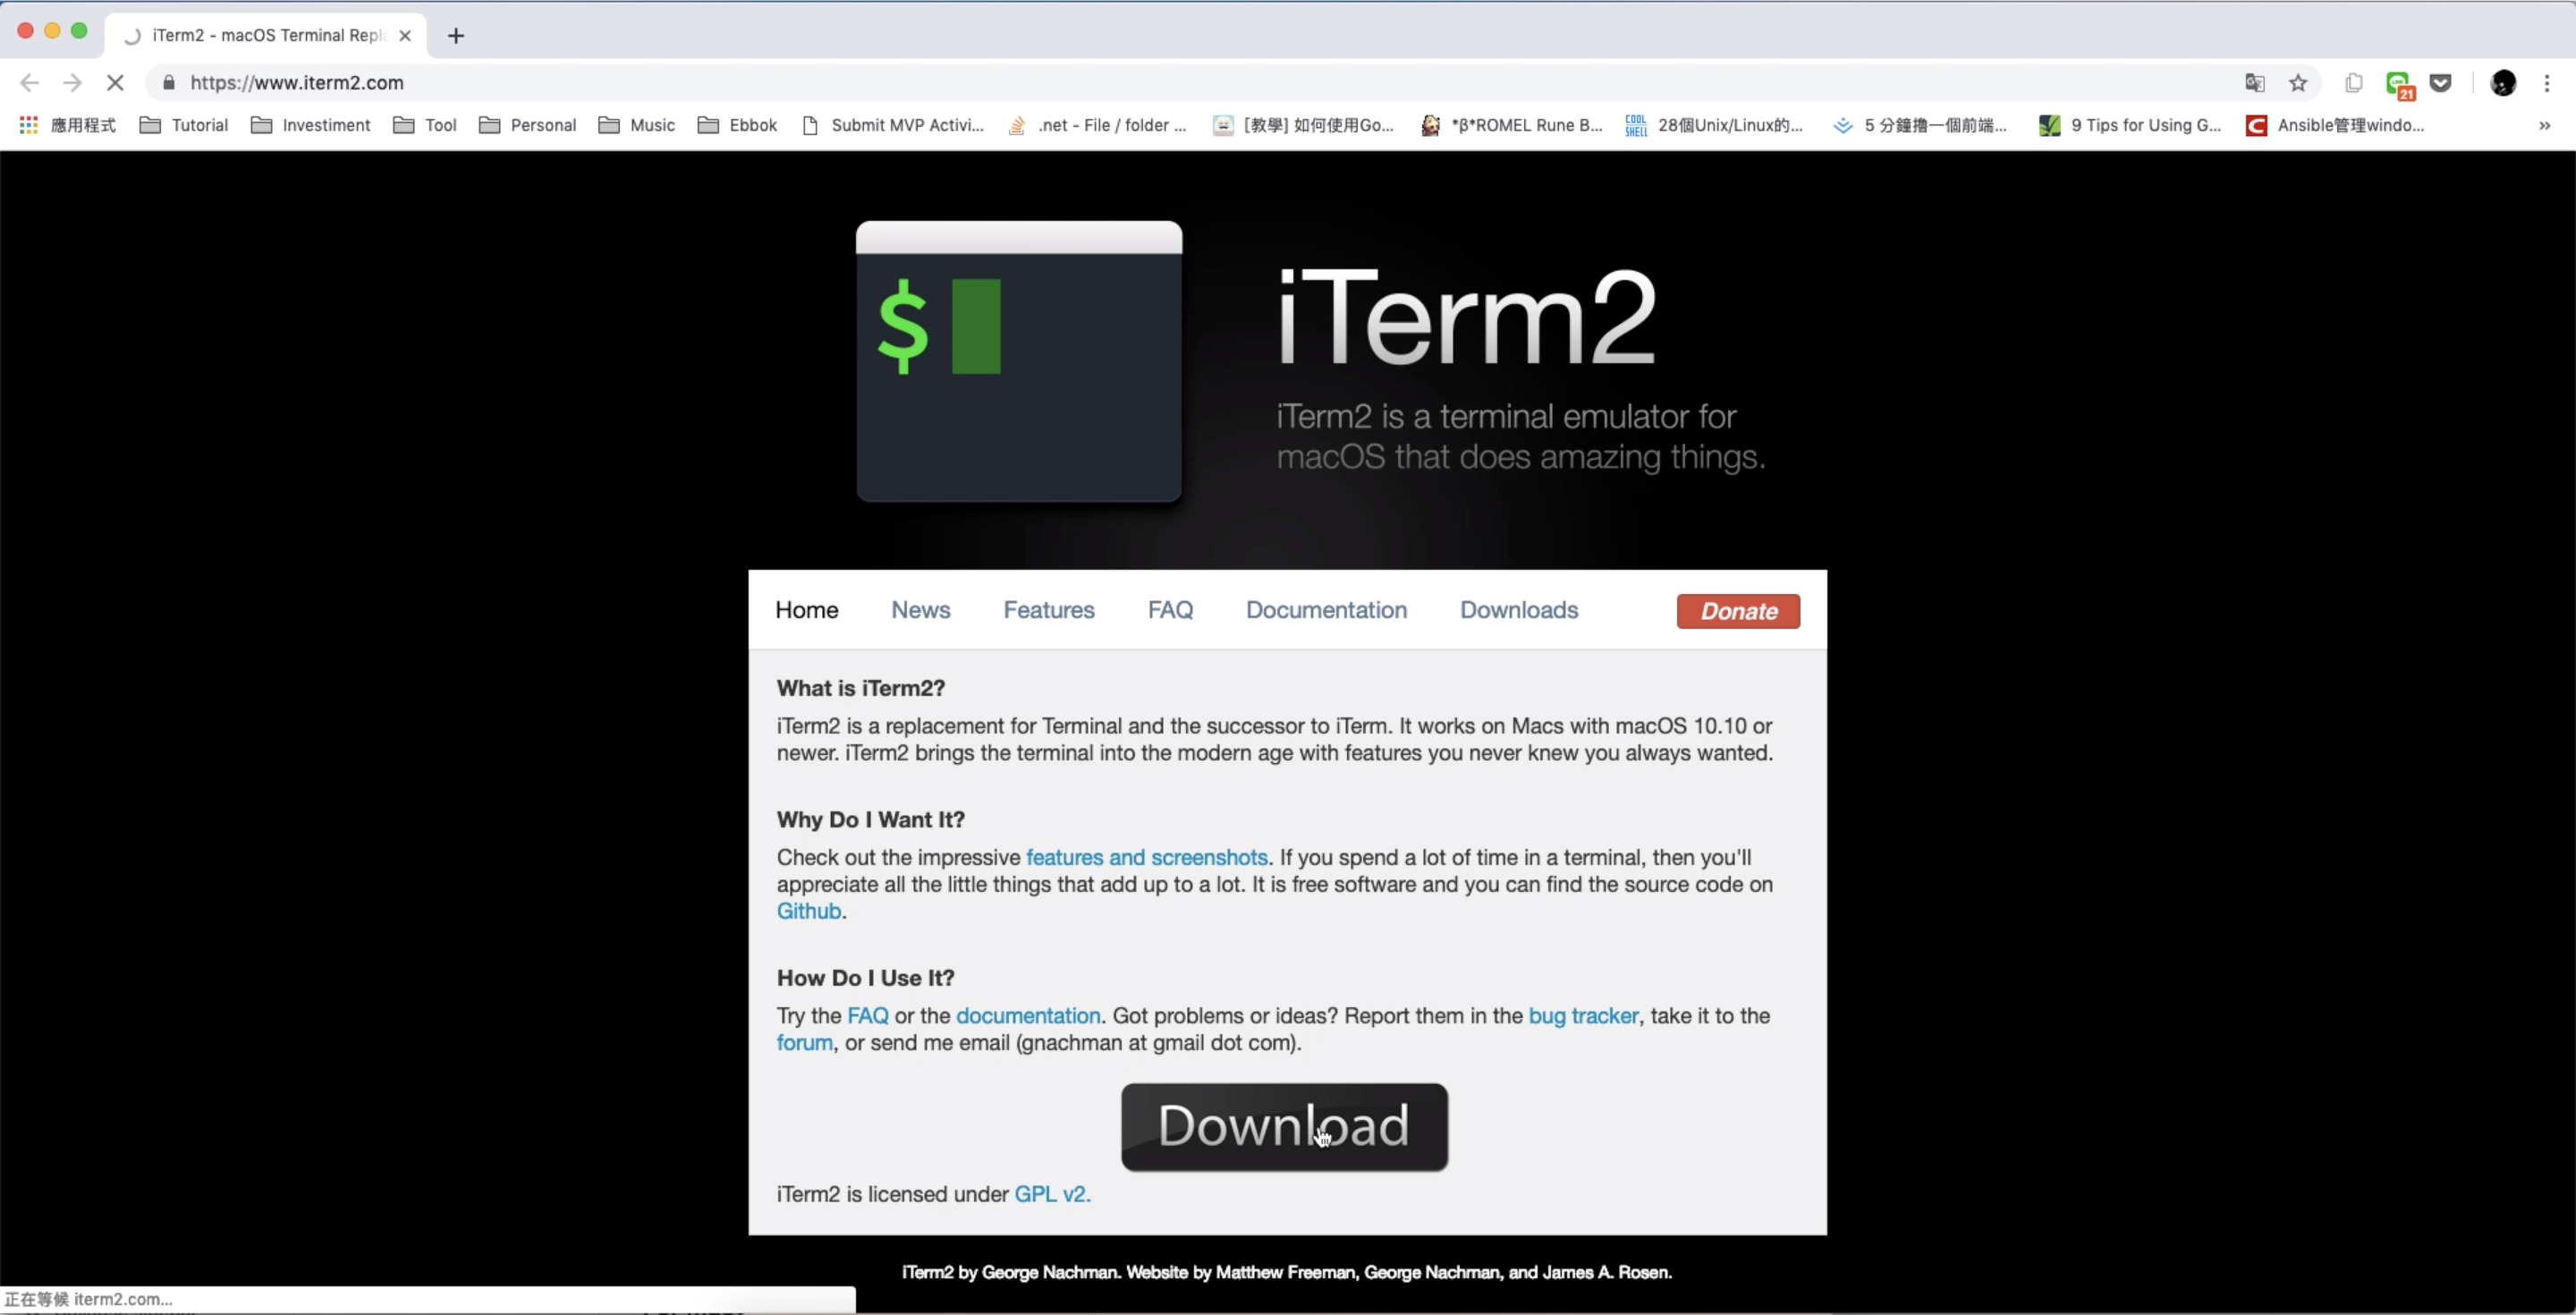 iTerm2 - macOS Terminal Repl
https://www.iterm2.com
21
應用程式 Tutorial Investiment Tool Personal Music Ebbok Submit MVP Activi... .net - File / folder ... [教學] 如何使用Go... *β*ROMEL Rune B... COOL SHELL 28個Unix/Linux的... 5 分鐘擼一個前端... 9 Tips for Using G... Ansible管理windo... »
$
iTerm2
iTerm2 is a terminal emulator for
macOS that does amazing things.
Home News Features FAQ Documentation Downloads Donate
What is iTerm2?
iTerm2 is a replacement for Terminal and the successor to iTerm. It works on Macs with macOS 10.10 or
newer. iTerm2 brings the terminal into the modern age with features you never knew you always wanted.
Why Do I Want It?
Check out the impressive features and screenshots. If you spend a lot of time in a terminal, then you'll
appreciate all the little things that add up to a lot. It is free software and you can find the source code on
Github.
How Do I Use It?
Try the FAQ or the documentation. Got problems or ideas? Report them in the bug tracker, take it to the
forum, or send me email (gnachman at gmail dot com).
Download
iTerm2 is licensed under GPL v2.
iTerm2 by George Nachman. Website by Matthew Freeman, George Nachman, and James A. Rosen.
正在等候 iterm2.com...